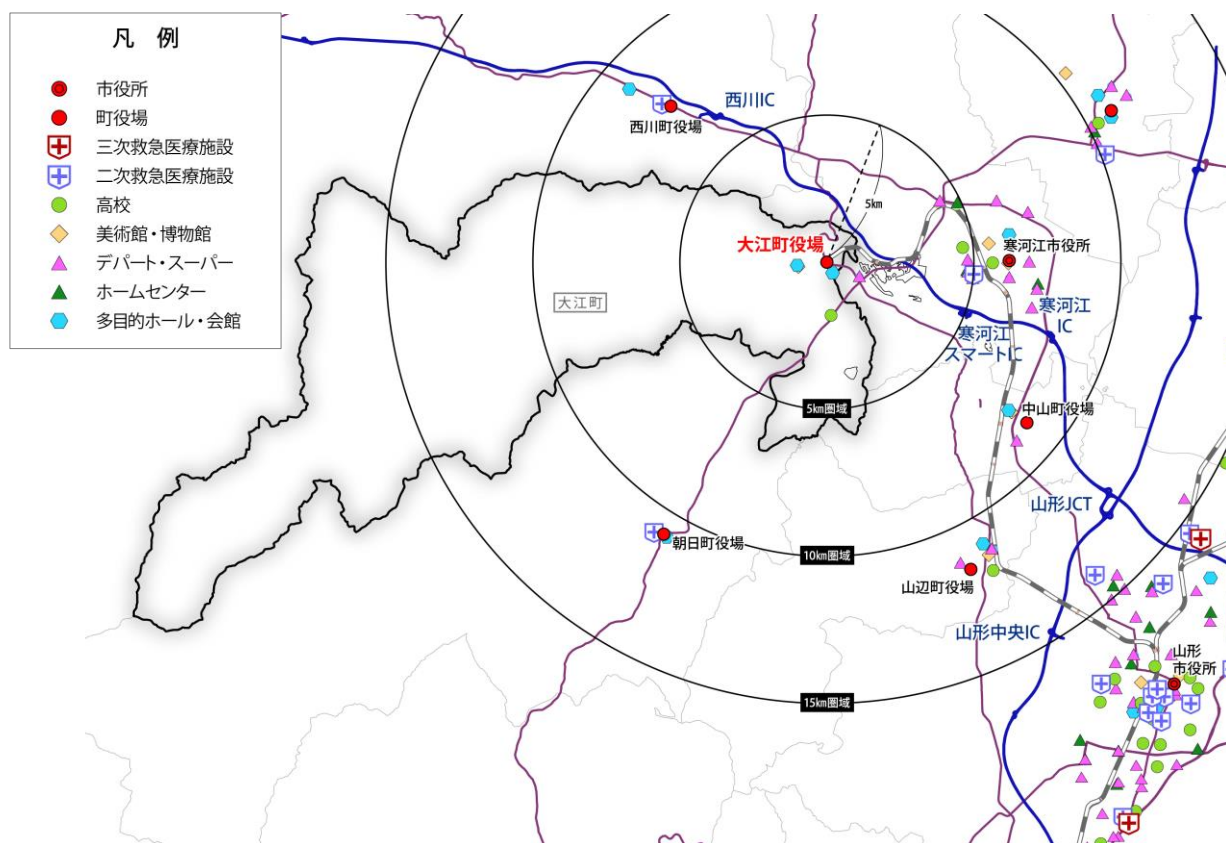 凡 例
市役所
町役場
三次救急医療施設
二次救急医療施設
高校
美術館・博物館
デパート・スーパー
ホームセンター
多目的ホール・会館
西川IC
西川町役場
5km
大江町役場
寒河江市役所
大江町
寒河江
IC
寒河江
スマートIC
5km圏域
中山町役場
山形JCT
朝日町役場
10km圏域
山辺町役場
山形中央IC
山形
市役所
15km圏域